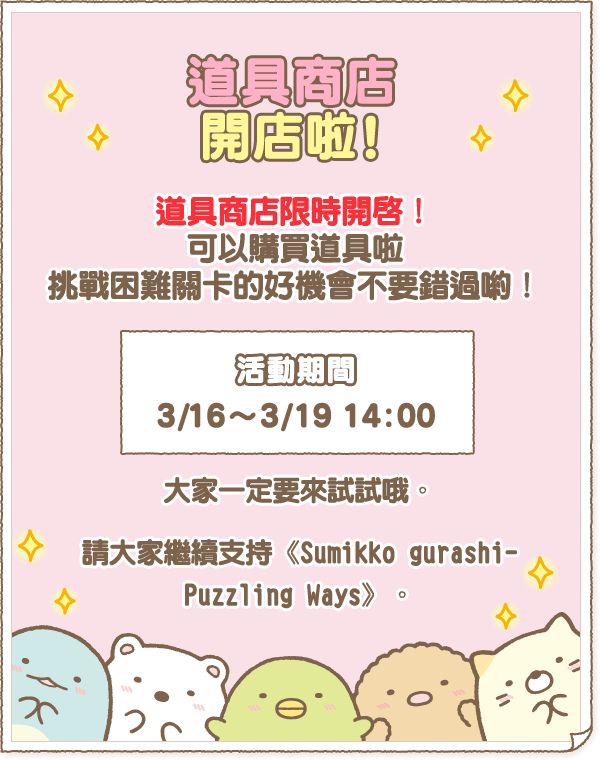 道具商店
開店啦!
道具商店限時開啓！
可以購買道具啦
挑戰困難關卡的好機會不要錯過喲！
活動期間
3/16～3/19 14:00
大家一定要來試試哦。
請大家繼續支持《Sumikko gurashi-
Puzzling Ways》。